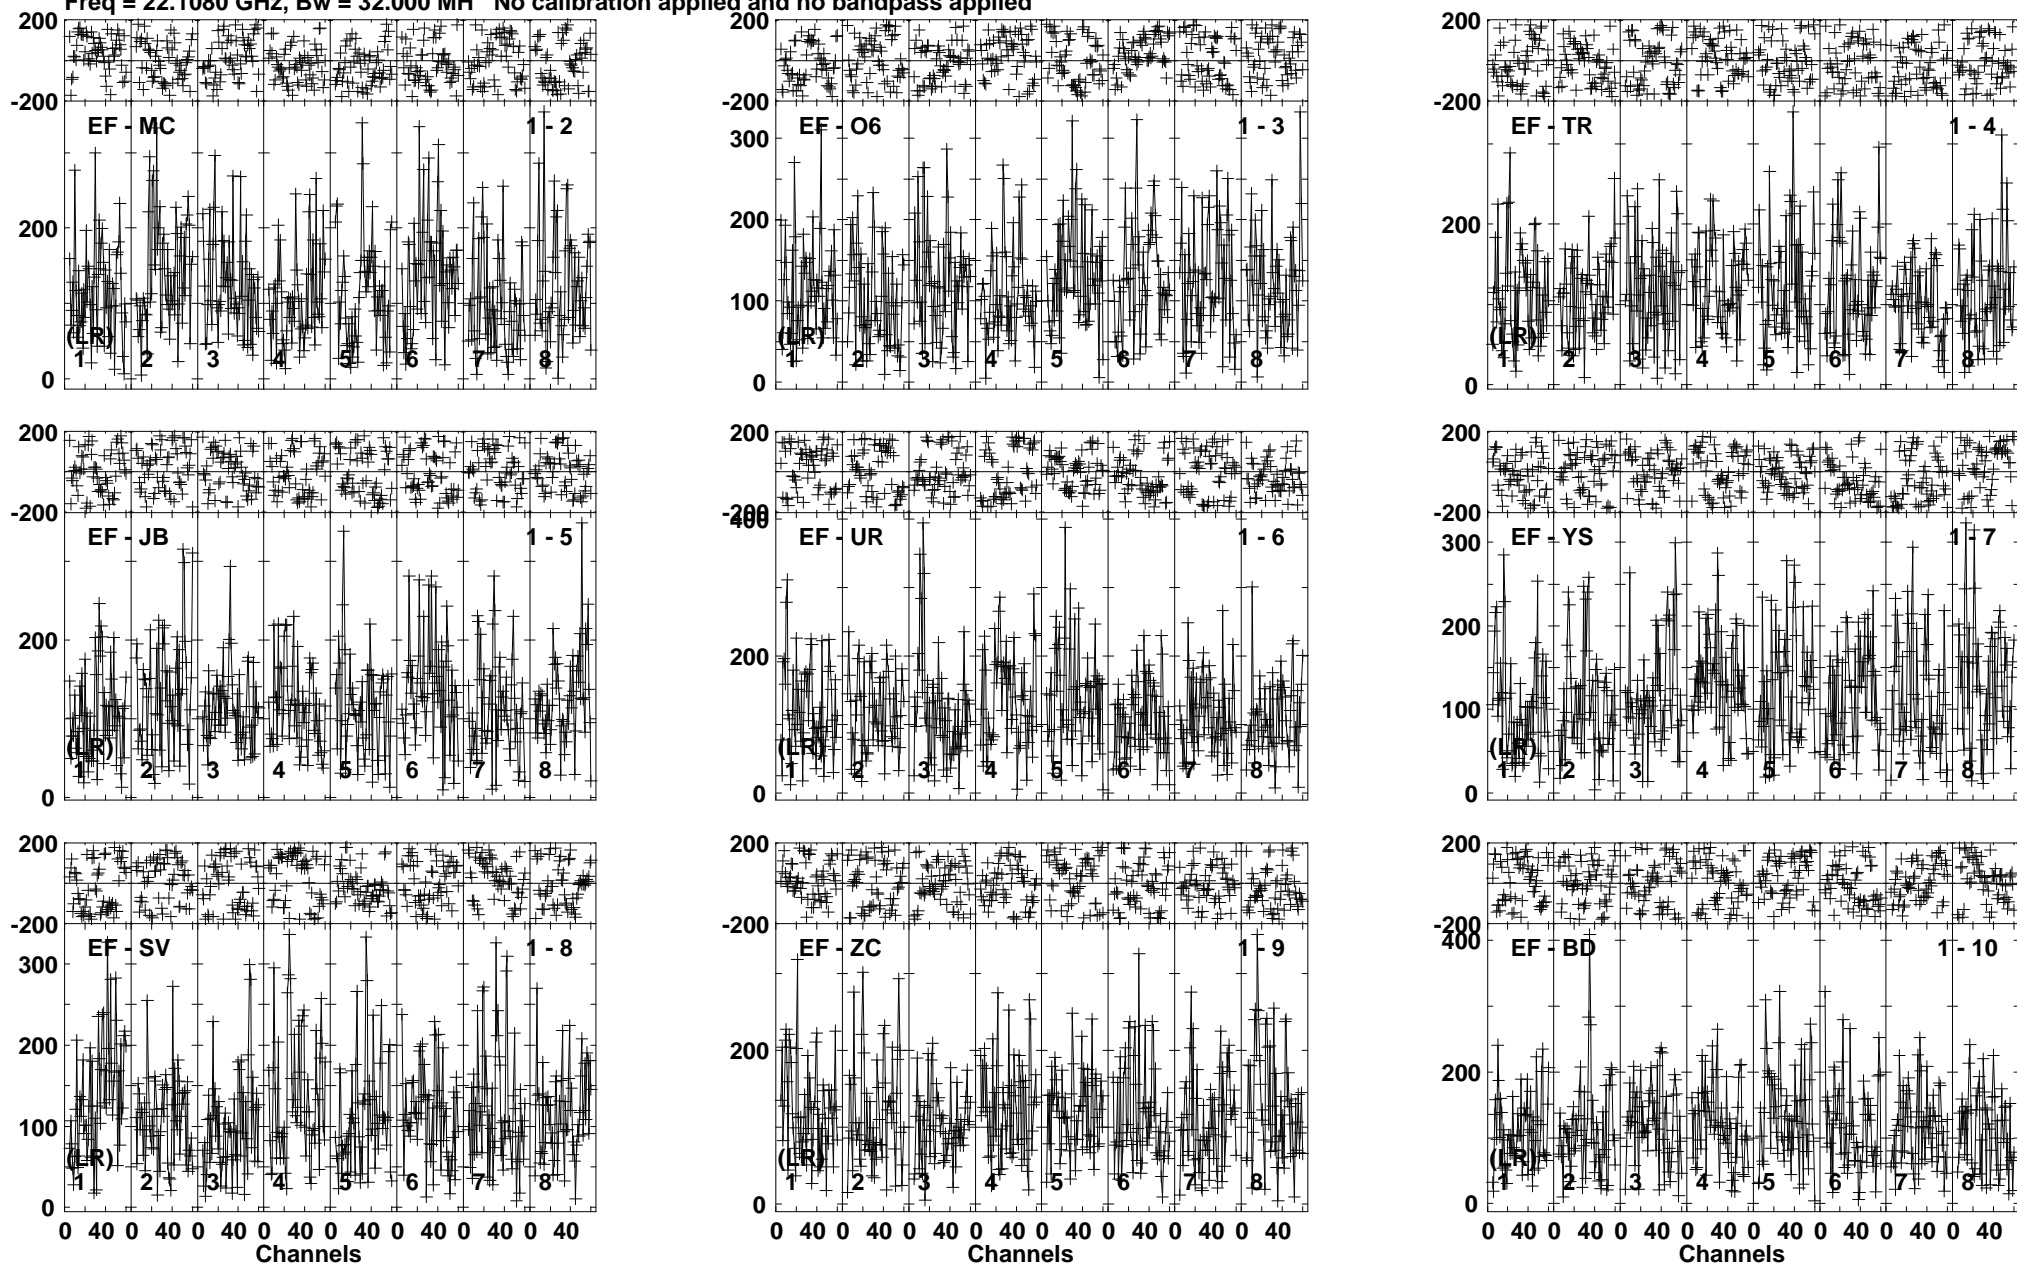 Freq = 22.1080 GHz, Bw = 32.000 MH No calibration applied and no bandpass applied
200 200 200
-200 -200 -200
EF - MC 1 - 2 EF - O6 1 - 3 EF - TR 1 - 4
300
200 200 200
100
(LR) (LR) (LR)
1 2 3 4 5 6 7 8 1 2 3 4 5 6 7 8 1 2 3 4 5 6 7 8
0 0 0
200 200 200
-200 -200 -200
400
EF - JB 1 - 5 EF - UR 1 - 6 EF - YS 1 - 7
300
200 200 200
100
(LR) (LR) (LR)
1 2 3 4 5 6 7 8 1 2 3 4 5 6 7 8 1 2 3 4 5 6 7 8
0 0 0
200 200 200
-200 -200 -200
400
EF - SV 1 - 8 EF - ZC 1 - 9 EF - BD 1 - 10
300
200 200 200
100
(LR) (LR) (LR)
1 2 3 4 5 6 7 8 1 2 3 4 5 6 7 8 1 2 3 4 5 6 7 8
0 0 0
0 40 0 40 0 40 0 40 0 40 0 40 0 40 0 40 0 40 0 40 0 40 0 40 0 40 0 40 0 40 0 40 0 40 0 40 0 40 0 40 0 40 0 40 0 40 0 40
Channels Channels Channels